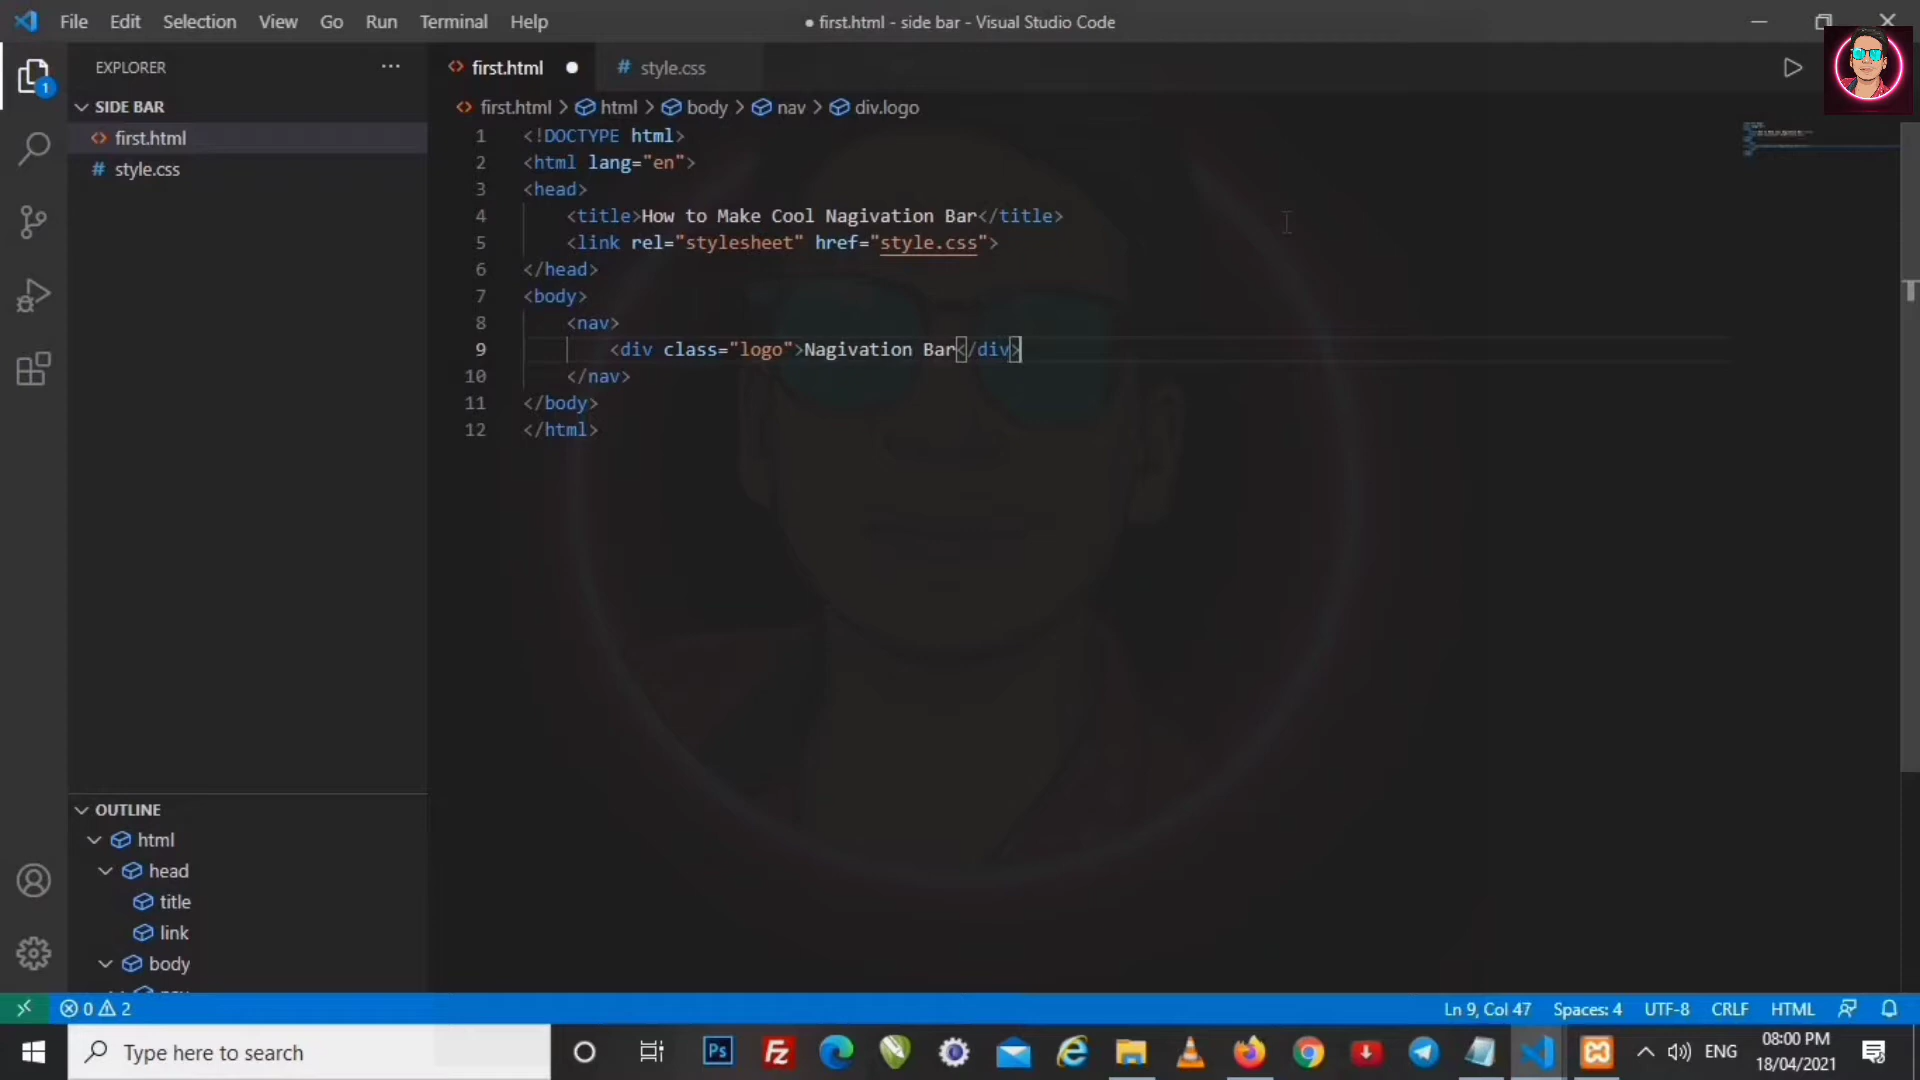 File Edit Selection View Go Run Terminal Help
● first.html - side bar - Visual Studio Code
EXPLORER ···
1
SIDE BAR
first.html
style.css
first.html ●
# style.css
first.html > html > body > nav > div.logo
1 <!DOCTYPE html>
2 <html lang="en">
3 <head>
4 <title>How to Make Cool Nagivation Bar</title>
5 <link rel="stylesheet" href="style.css">
6 </head>
7 <body>
8 <nav>
9 <div class="logo">Nagivation Bar</div>
10 </nav>
11 </body>
12 </html>
OUTLINE
html
head
title
link
body
0 2
Ln 9, Col 47 Spaces: 4 UTF-8 CRLF HTML
Type here to search
Ps
Fz
ENG
08:00 PM
18/04/2021